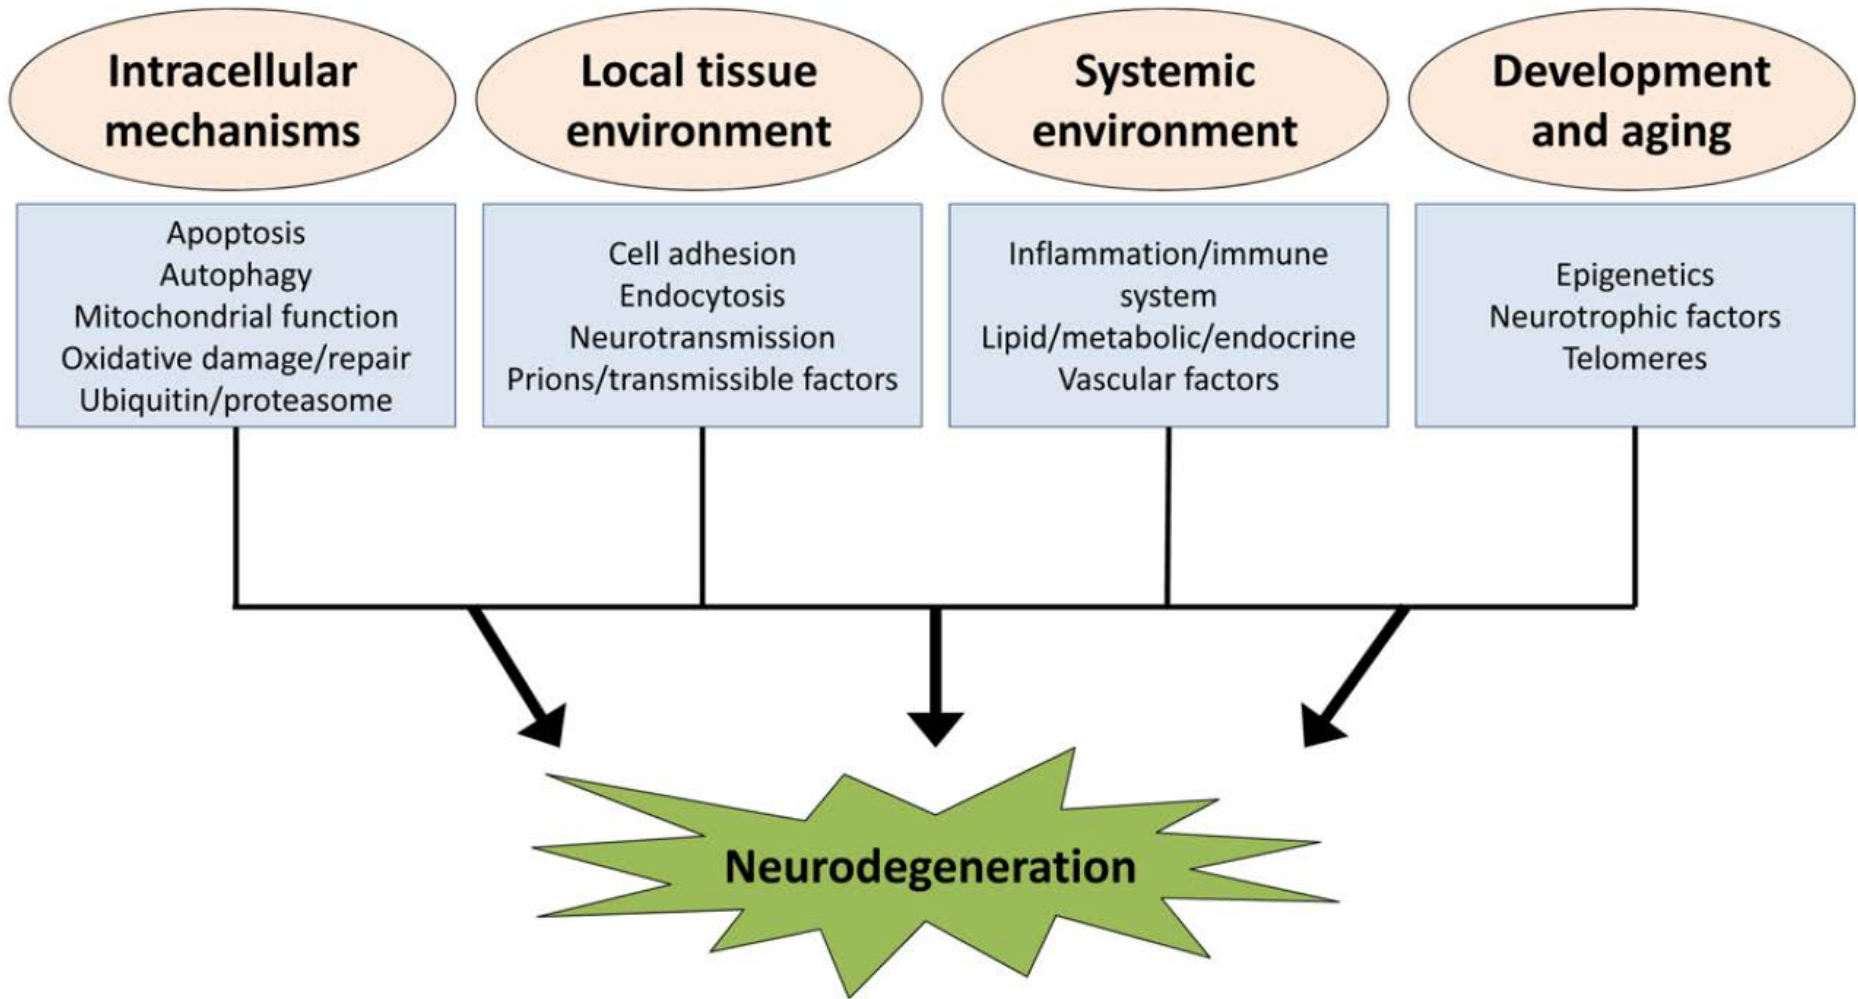 Intracellular
mechanisms
Local tissue
environment
Systemic
environment
Development
and aging
Apoptosis
Autophagy
Mitochondrial function
Oxidative damage/repair
Ubiquitin/proteasome
Cell adhesion
Endocytosis
Neurotransmission
Prions/transmissible factors
Inflammation/immune
system
Lipid/metabolic/endocrine
Vascular factors
Epigenetics
Neurotrophic factors
Telomeres
Neurodegeneration